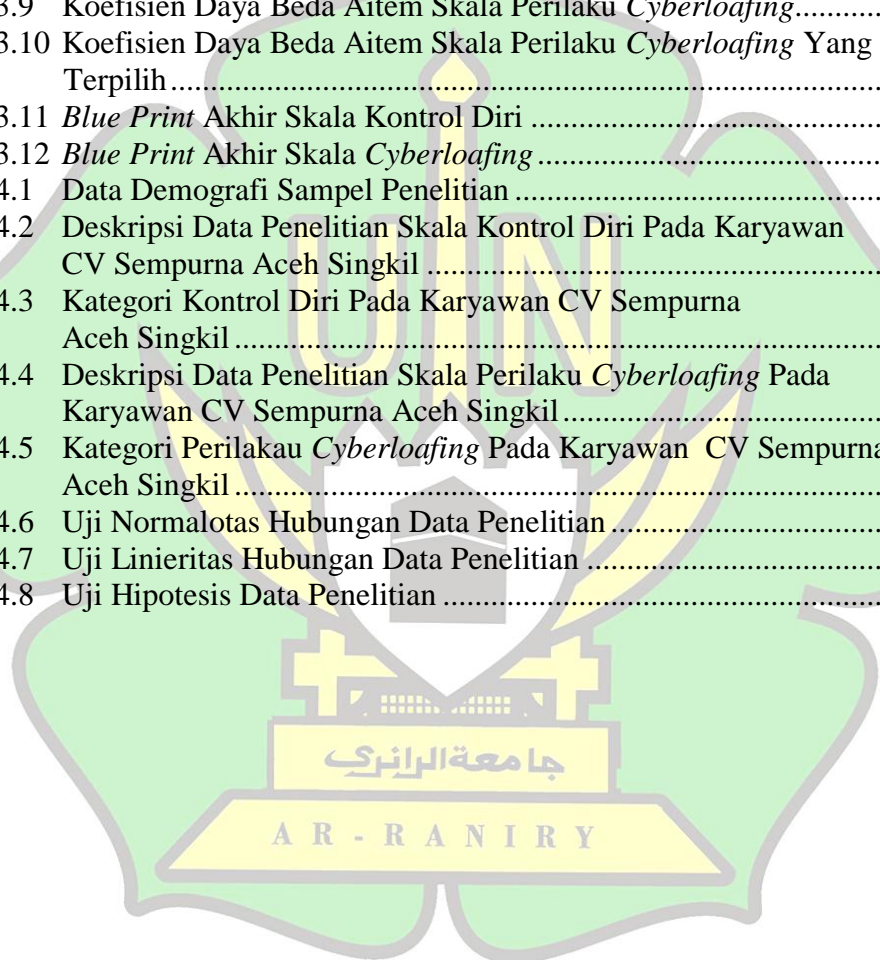 3.9 Koefisien Daya Beda Aitem Skala Perilaku Cyberloafing..............
3.10 Koefisien Daya Beda Aitem Skala Perilaku Cyberloafing Yang
Terpilih..............
3.11 Blue Print Akhir Skala Kontrol Diri..............
3.12 Blue Print Akhir Skala Cyberloafing..............
4.1 Data Demografi Sampel Penelitian..............
4.2 Deskripsi Data Penelitian Skala Kontrol Diri Pada Karyawan
CV Sempurna Aceh Singkil..............
4.3 Kategori Kontrol Diri Pada Karyawan CV Sempurna
Aceh Singkil..............
4.4 Deskripsi Data Penelitian Skala Perilaku Cyberloafing Pada
Karyawan CV Sempurna Aceh Singkil..............
4.5 Kategori Perilakau Cyberloafing Pada Karyawan CV Sempurna
Aceh Singkil..............
4.6 Uji Normalotas Hubungan Data Penelitian..............
4.7 Uji Linieritas Hubungan Data Penelitian..............
4.8 Uji Hipotesis Data Penelitian..............
UIN
جامعة الرانري
AR-RANIRY